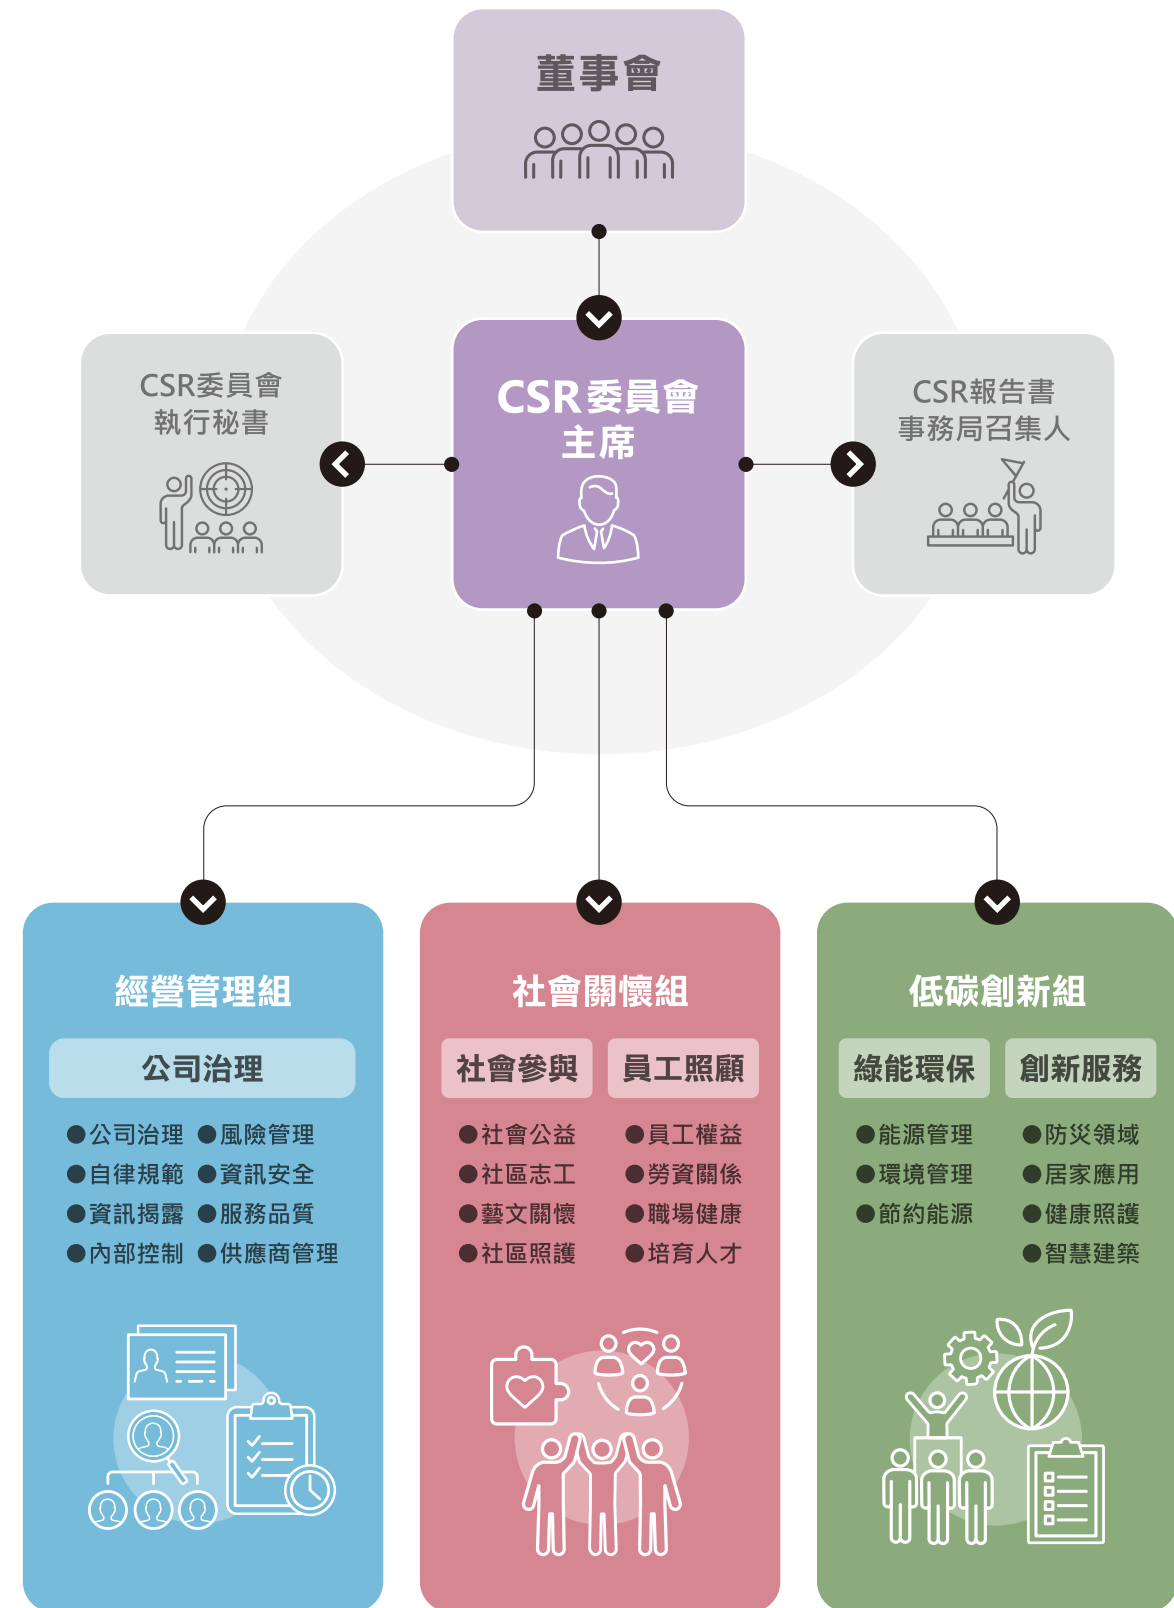 董事會
CSR委員會
執行秘書
CSR委員會
主席
CSR報告書
事務局召集人
經營管理組
公司治理
●公司治理 ●風險管理
●自律規範 ●資訊安全
●資訊揭露 ●服務品質
●內部控制 ●供應商管理
社會關懷組
社會參與
●社會公益
●社區志工
●藝文關懷
●社區照護
員工照顧
●員工權益
●勞資關係
●職場健康
●培育人才
低碳創新組
綠能環保
●能源管理
●環境管理
●節約能源
創新服務
●防災領域
●居家應用
●健康照護
●智慧建築